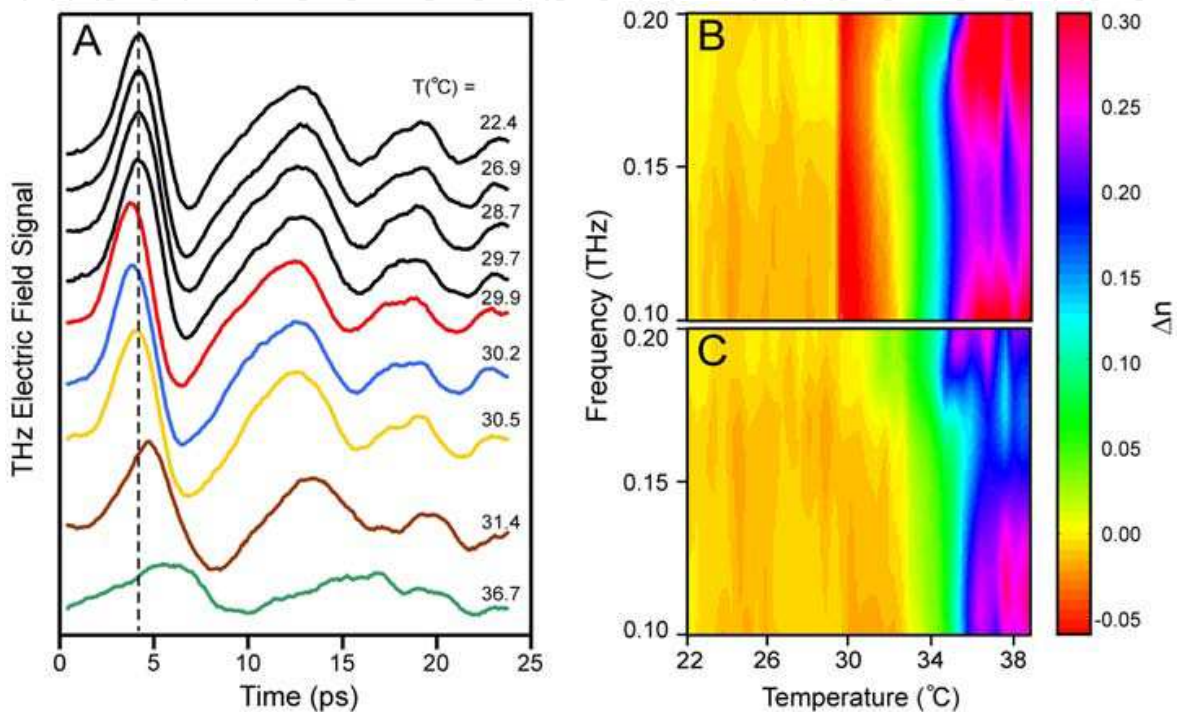 A
T(°C) =
22.4
26.9
28.7
29.7
29.9
30.2
30.5
31.4
36.7
THz Electric Field Signal
0 5 10 15 20 25
Time (ps)
B
0.20
0.15
0.10
C
0.20
0.15
0.10
Frequency (THz)
22 26 30 34 38
Temperature (°C)
0.30
0.25
0.20
0.15
0.10
0.05
0.00
-0.05
Δn